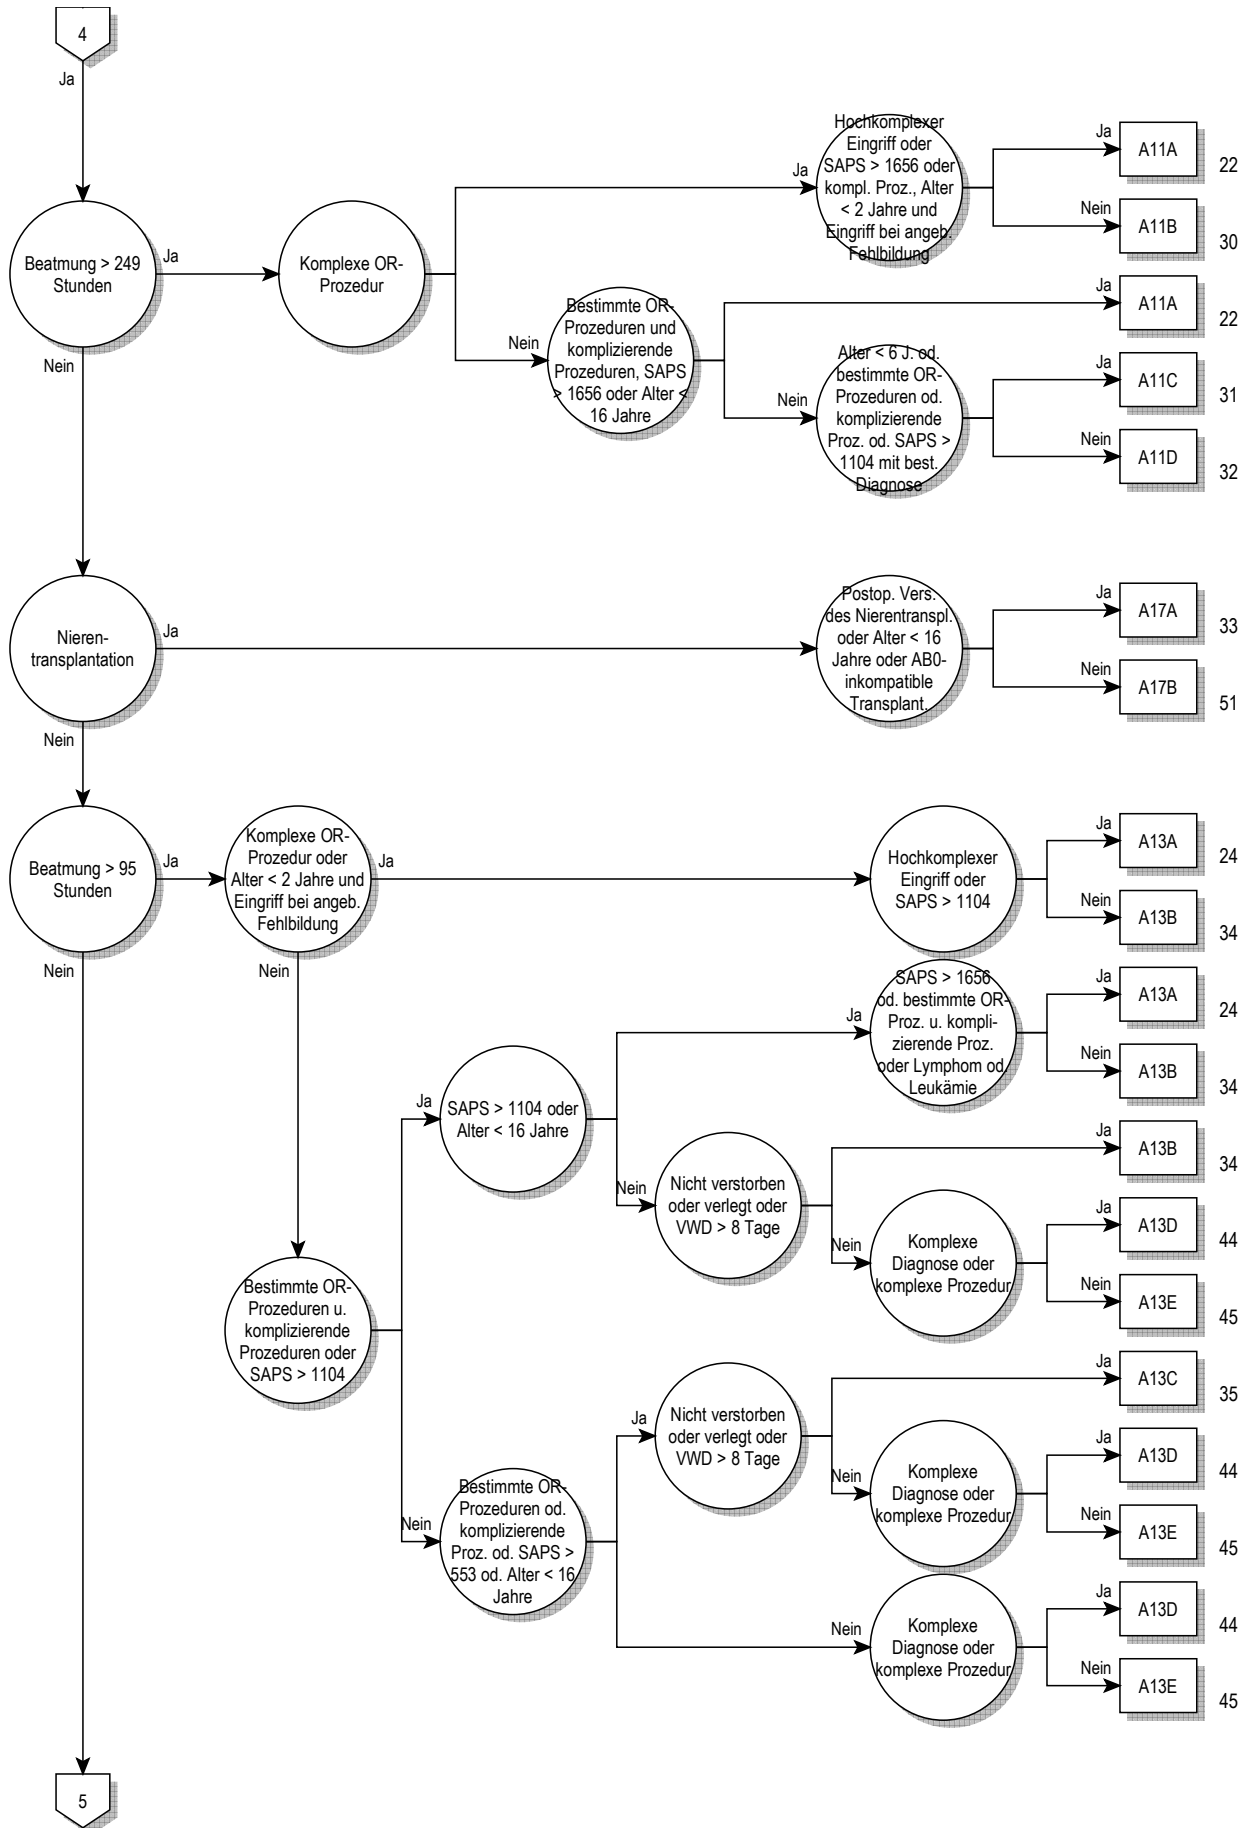 4
Ja
Beatmung > 249
Stunden
Ja
Komplexe OR-
Prozedur
Ja
Hochkomplexer
Eingriff oder
SAPS > 1656 oder
kompl. Proz., Alter
< 2 Jahre und
Eingriff bei angeb.
Fehlbildung
Ja
A11A
22
Nein
A11B
30
Nein
Bestimmte OR-
Prozeduren und
komplizierende
Prozeduren, SAPS
> 1656 oder Alter <
16 Jahre
Ja
A11A
22
Nein
Alter < 6 J. od.
bestimmte OR-
Prozeduren od.
komplizierende
Proz. od. SAPS >
1104 mit best.
Diagnose
Ja
A11C
31
Nein
A11D
32
Nein
Nieren-
transplantation
Ja
Postop. Vers.
des Nierentranspl.
oder Alter < 16
Jahre oder AB0-
inkompatible
Transplant.
Ja
A17A
33
Nein
A17B
51
Nein
Beatmung > 95
Stunden
Ja
Komplexe OR-
Prozedur oder
Alter < 2 Jahre und
Eingriff bei angeb.
Fehlbildung
Ja
Hochkomplexer
Eingriff oder
SAPS > 1104
Ja
A13A
24
Nein
A13B
34
Nein
Nein
Bestimmte OR-
Prozeduren u.
komplizierende
Prozeduren oder
SAPS > 1104
Ja
SAPS > 1104 oder
Alter < 16 Jahre
Ja
SAPS > 1656
od. bestimmte OR-
Proz. u. kompli-
zierende Proz.
oder Lymphom od.
Leukämie
Ja
A13A
24
Nein
A13B
34
Nein
Nicht verstorben
oder verlegt oder
VWD > 8 Tage
Ja
A13B
34
Nein
Komplexe
Diagnose oder
komplexe Prozedur
Ja
A13D
44
Nein
A13E
45
Nein
Bestimmte OR-
Prozeduren od.
komplizierende
Proz. od. SAPS >
553 od. Alter < 16
Jahre
Ja
Nicht verstorben
oder verlegt oder
VWD > 8 Tage
Ja
A13C
35
Nein
Komplexe
Diagnose oder
komplexe Prozedur
Ja
A13D
44
Nein
A13E
45
Nein
Komplexe
Diagnose oder
komplexe Prozedur
Ja
A13D
44
Nein
A13E
45
5